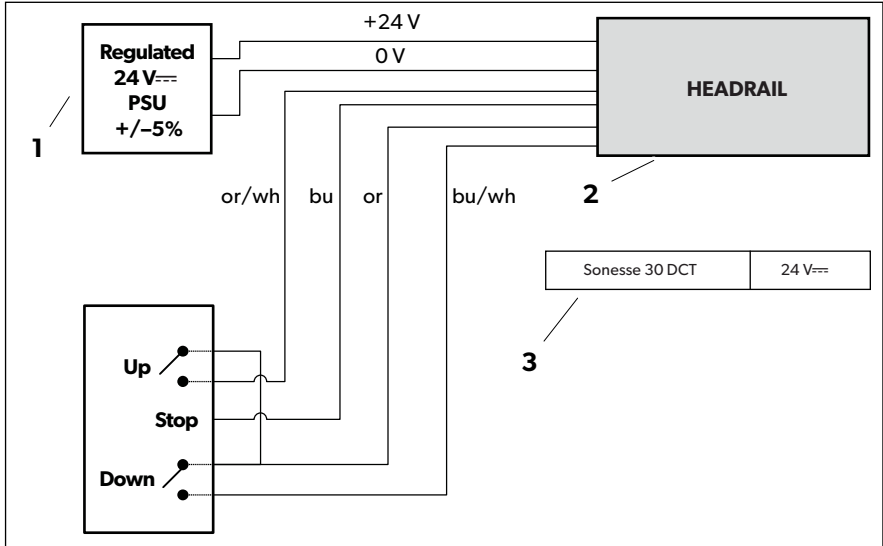 +24 V
0 V
Regulated
24 V⎓
PSU
+/–5%
1
HEADRAIL
2
or/wh
bu
or
bu/wh
Sonesse 30 DCT
24 V⎓
3
Up
Stop
Down